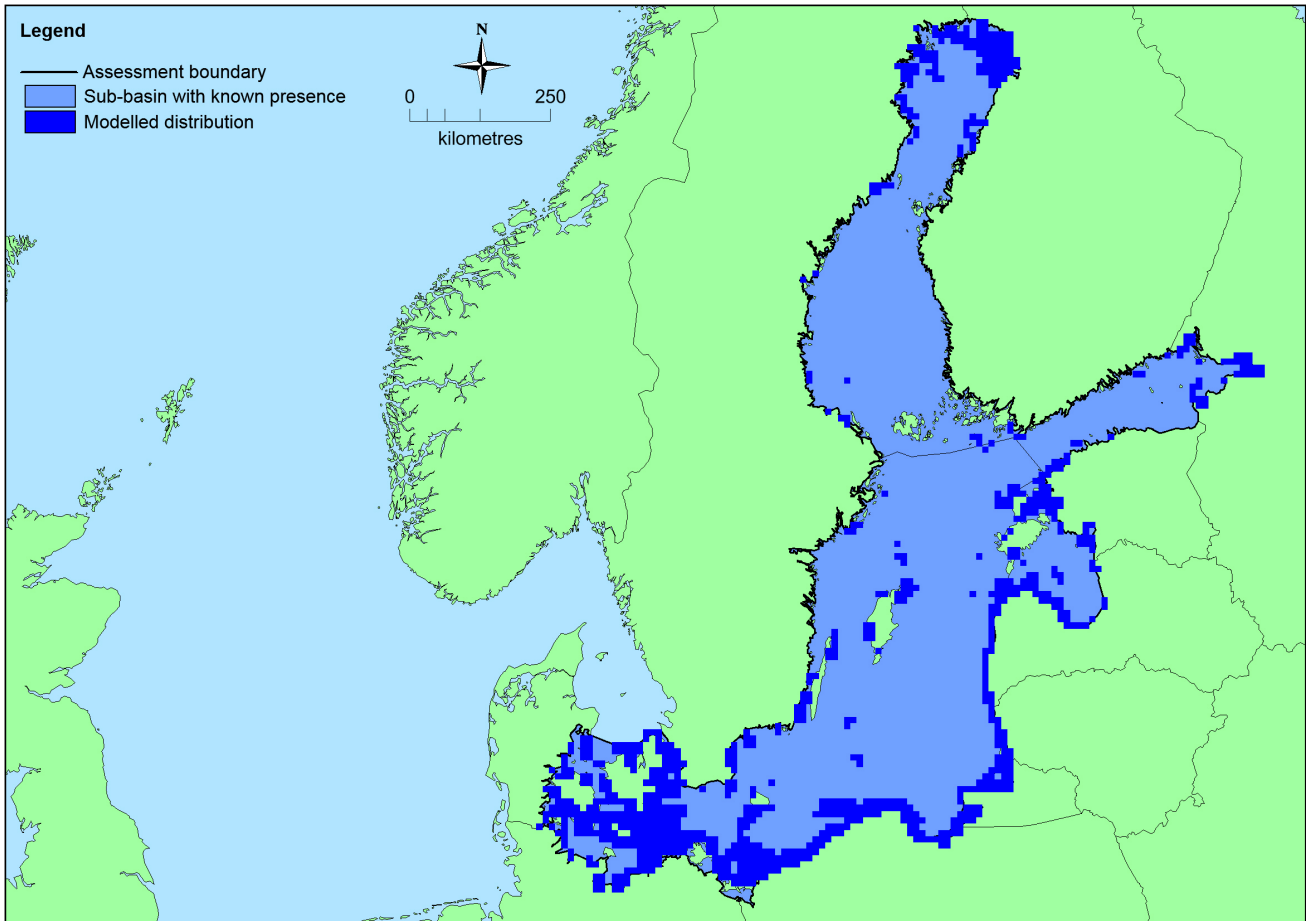 Legend
Assessment boundary
Sub-basin with known presence
Modelled distribution
N
0 250
kilometres